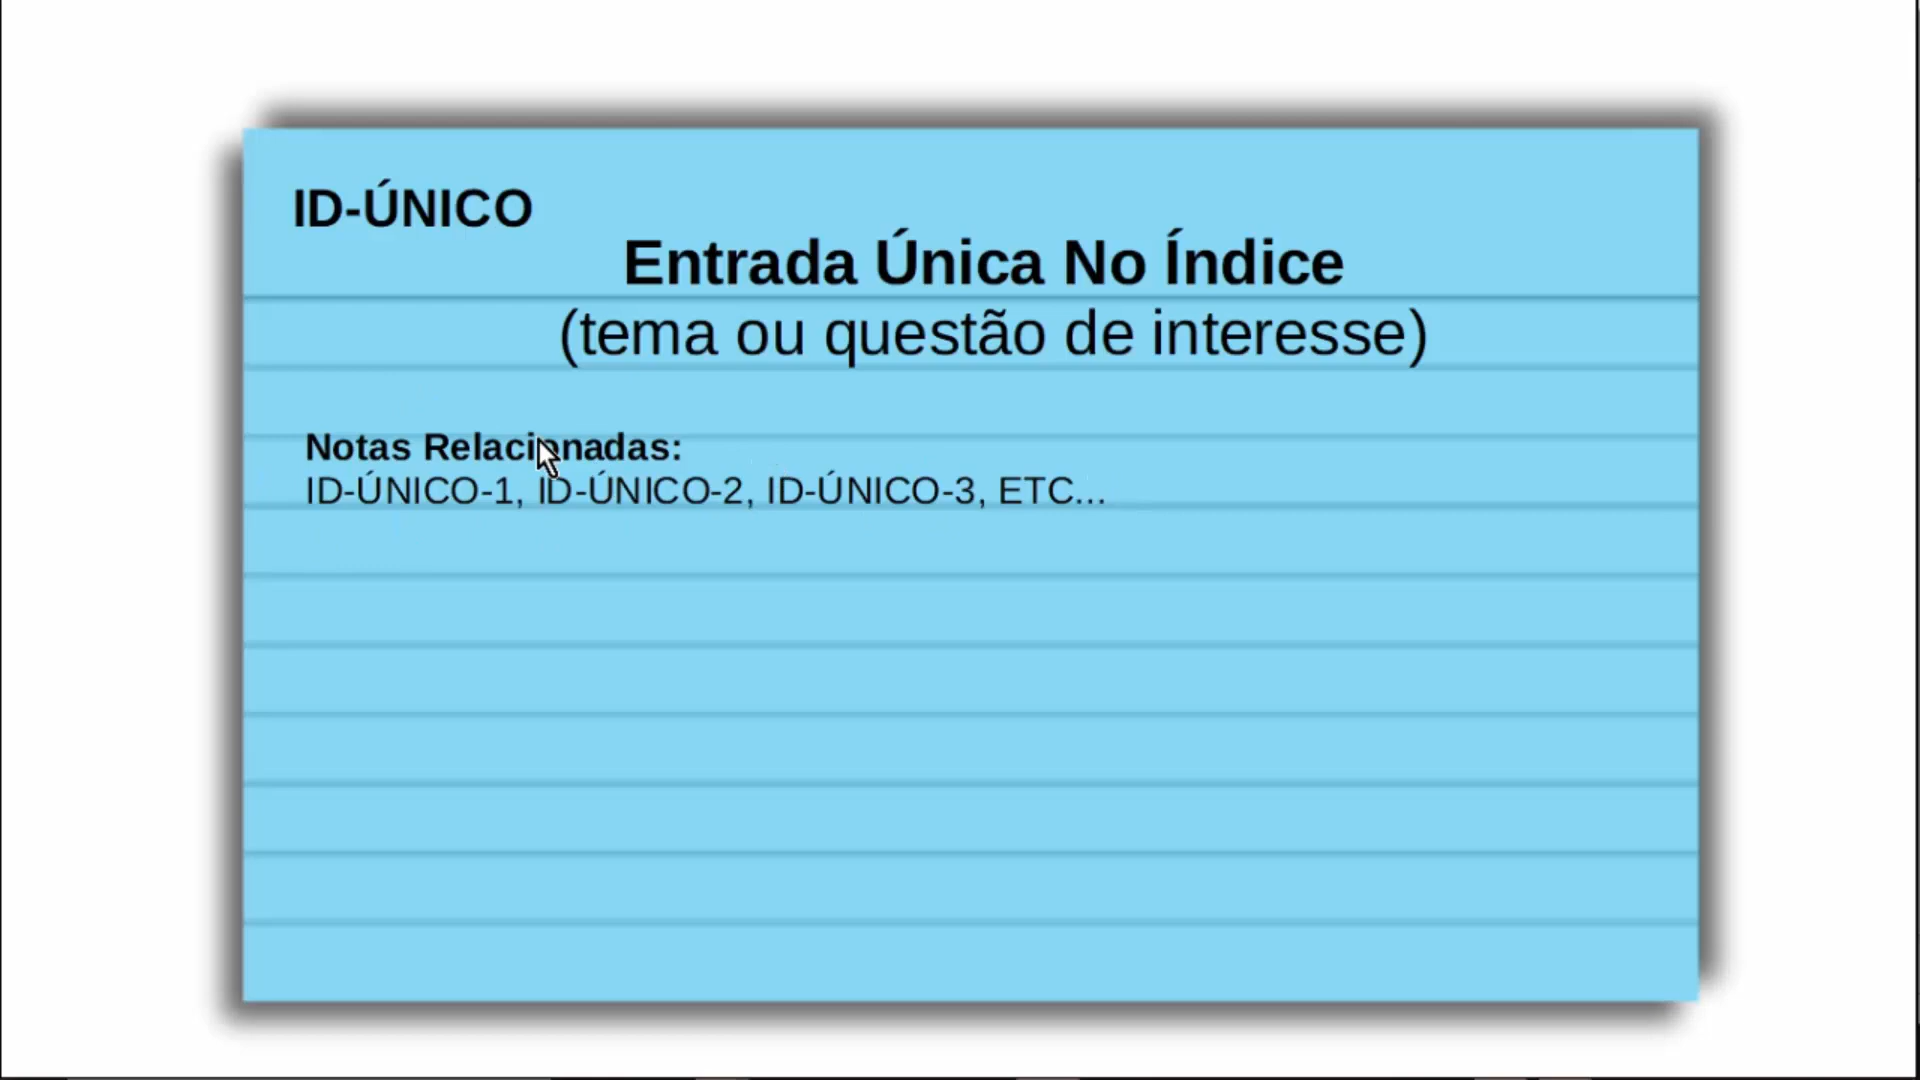 ID-ÚNICO
Entrada Única No Índice
(tema ou questão de interesse)
Notas Relacionadas:
ID-ÚNICO-1, ID-ÚNICO-2, ID-ÚNICO-3, ETC...